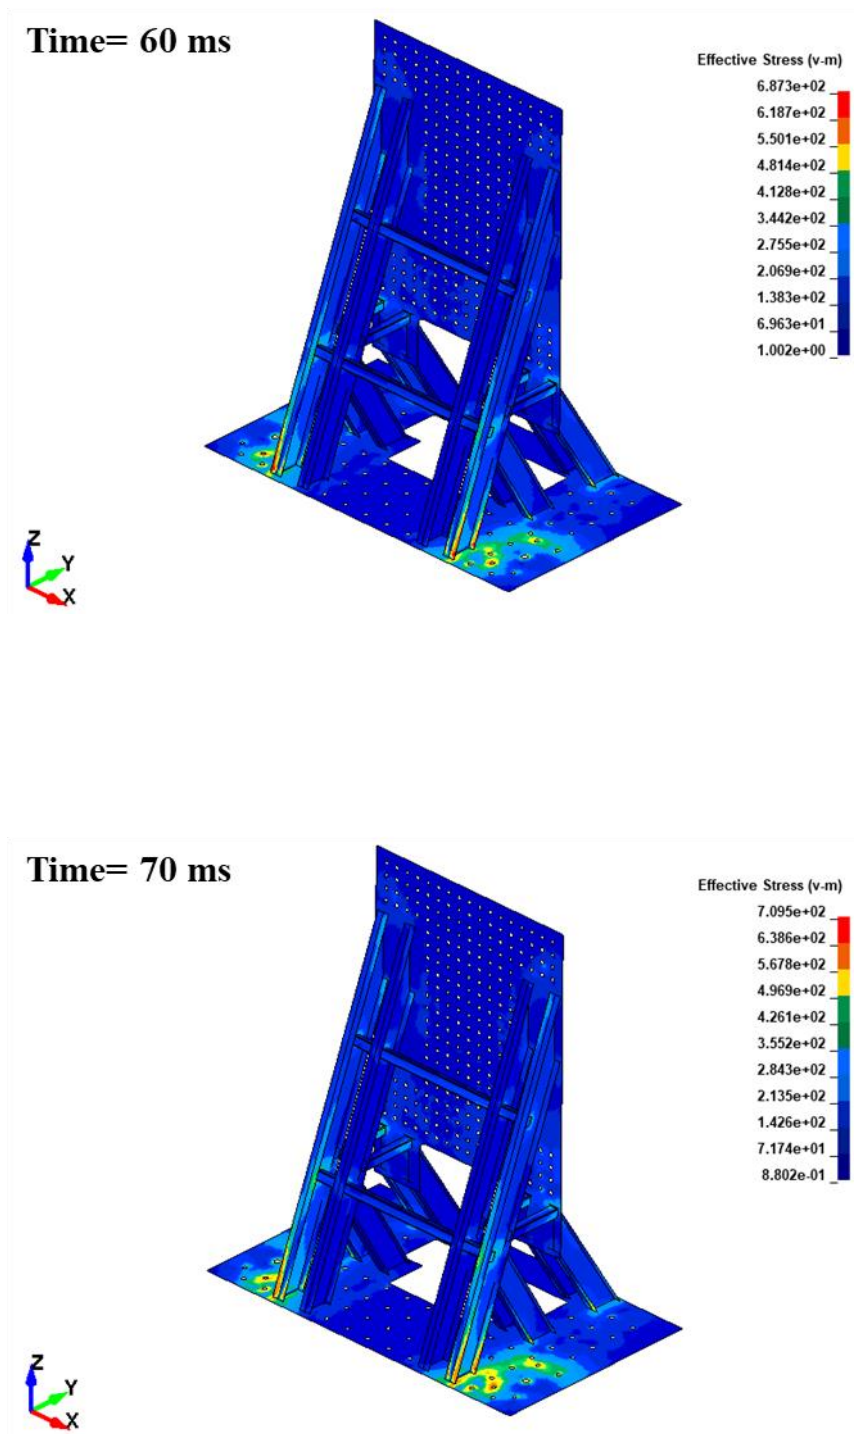 Time= 60 ms
Effective Stress (v-m)
6.873e+02
6.187e+02
5.501e+02
4.814e+02
4.128e+02
3.442e+02
2.755e+02
2.069e+02
1.383e+02
6.963e+01
1.002e+00
Z
Y
X
Time= 70 ms
Effective Stress (v-m)
7.095e+02
6.386e+02
5.678e+02
4.969e+02
4.261e+02
3.552e+02
2.843e+02
2.135e+02
1.426e+02
7.174e+01
8.802e-01
Z
Y
X